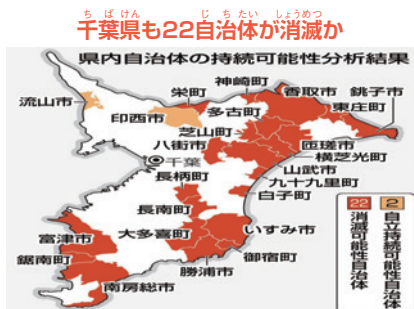 ちばけん じちたい しょうめつ
千葉県も22自治体が消滅か
県内自治体の持続可能性分析結果
神崎町
栄町 香取市 銚子市
流山市 多古町 東庄町
印西市 芝山町
八街市 匝瑳市
千葉 横芝光町
長柄町 山武市
九十九里町
白子町
長南町
富津市 大多喜町 いすみ市
鋸南町 御宿町
勝浦市
南房総市
22 消滅可能性自治体
2 自立持続可能性自治体